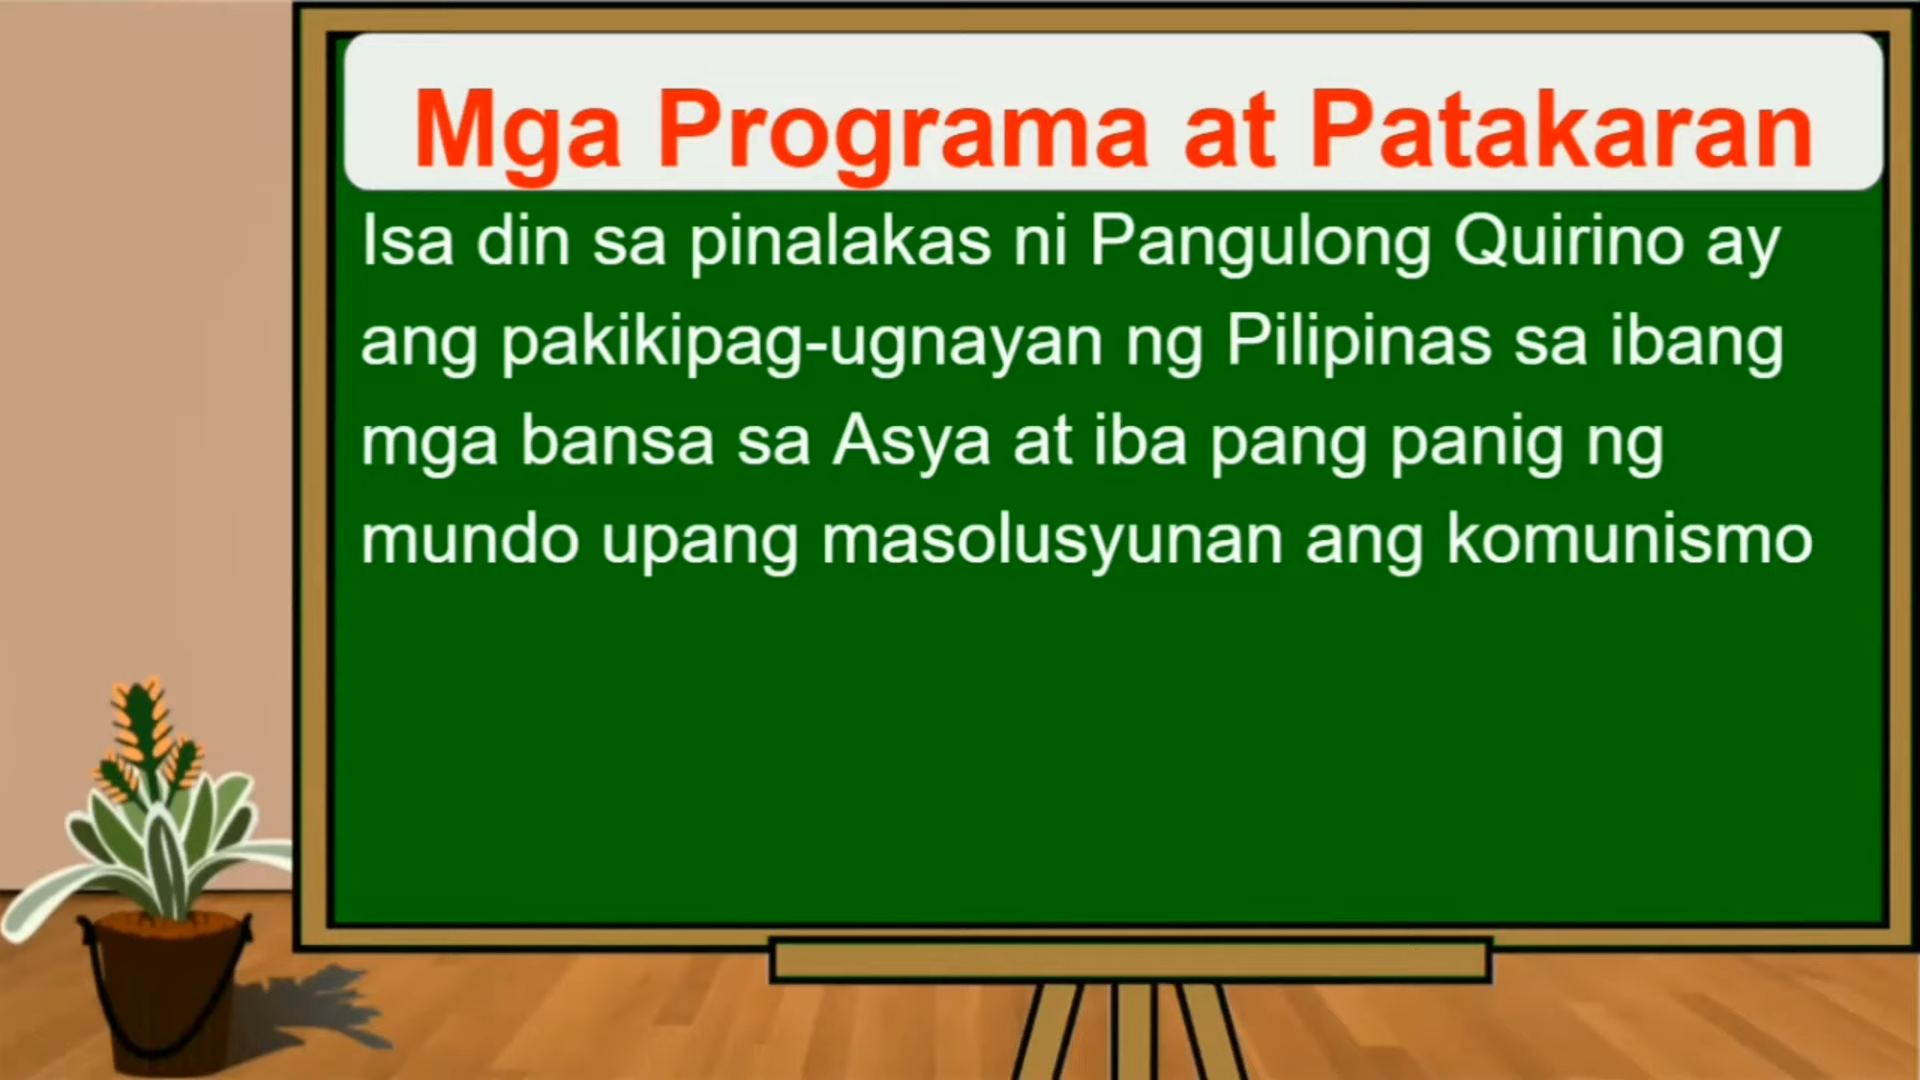 Mga Programa at Patakaran
Isa din sa pinalakas ni Pangulong Quirino ay
ang pakikipag-ugnayan ng Pilipinas sa ibang
mga bansa sa Asya at iba pang panig ng
mundo upang masolusyunan ang komunismo